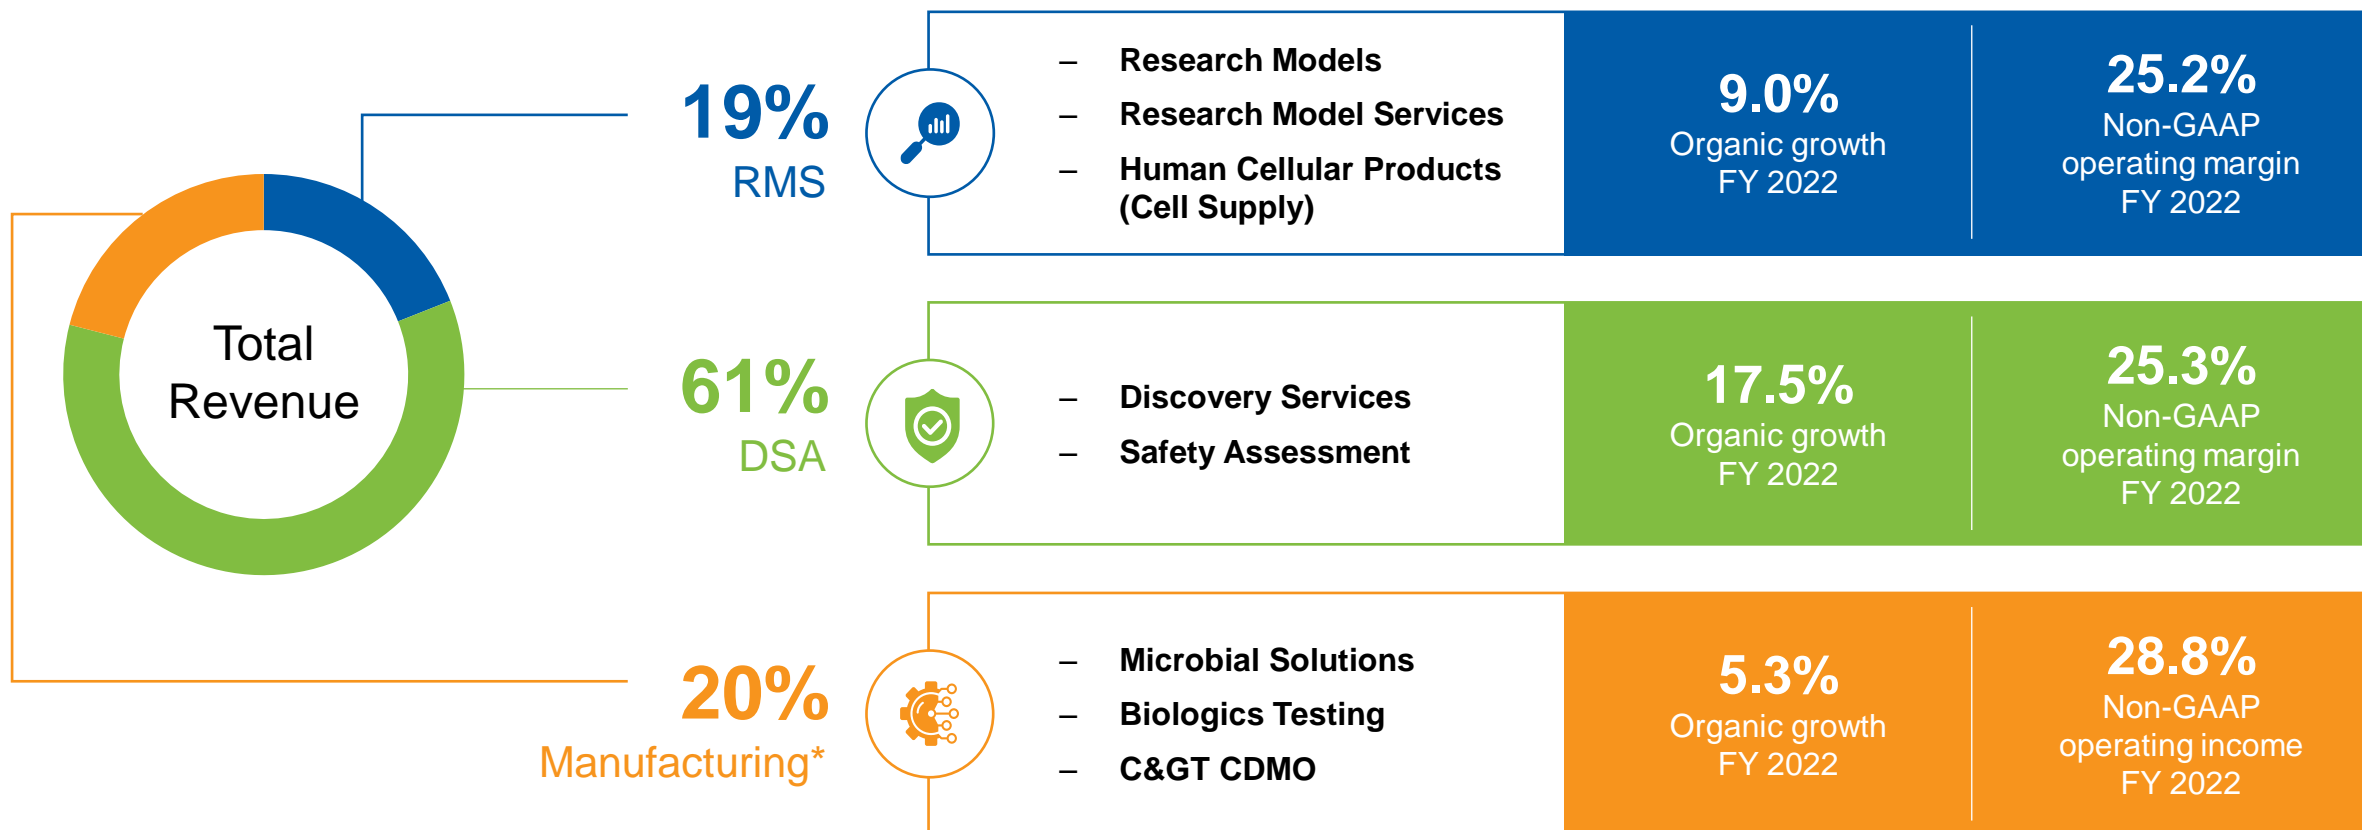 Total
Revenue
19%
RMS
– Research Models
– Research Model Services
– Human Cellular Products
(Cell Supply)
9.0%
Organic growth
FY 2022
25.2%
Non-GAAP
operating margin
FY 2022
61%
DSA
– Discovery Services
– Safety Assessment
17.5%
Organic growth
FY 2022
25.3%
Non-GAAP
operating margin
FY 2022
20%
Manufacturing*
– Microbial Solutions
– Biologics Testing
– C&GT CDMO
5.3%
Organic growth
FY 2022
28.8%
Non-GAAP
operating income
FY 2022